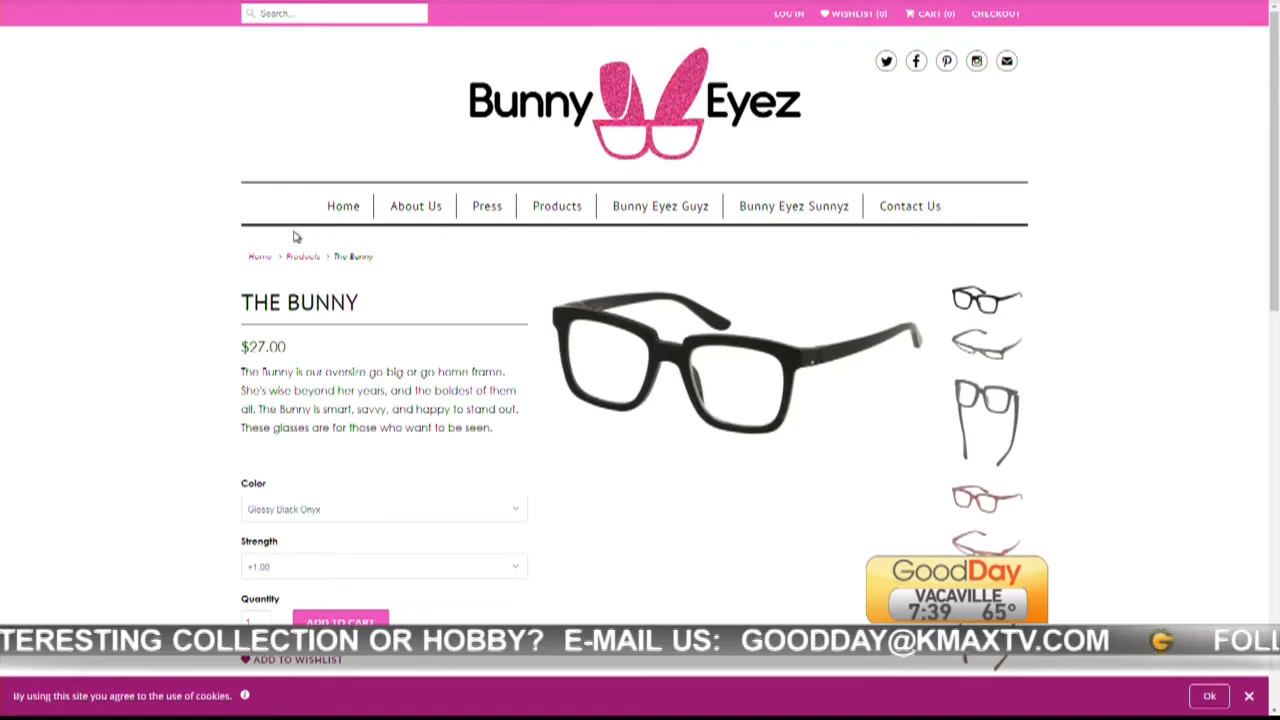 Search...
LOG IN
WISHLIST (0)
CART (0)
CHECKOUT
Bunny Eyez
Home
About Us
Press
Products
Bunny Eyez Guyz
Bunny Eyez Sunnyz
Contact Us
Home > Products > The Bunny
THE BUNNY
$27.00
The Bunny is our oversize go big or go home frame.
She's wise beyond her years, and the boldest of them
all. The Bunny is smart, savvy, and happy to stand out.
These glasses are for those who want to be seen.
Color
Glossy Black Onyx
Strength
+1.00
Quantity
1
ADD TO CART
GoodDay
VACAVILLE
7:39 65°
TERESTING COLLECTION OR HOBBY? E-MAIL US: GOODDAY@KMAXTV.COM FOLL
ADD TO WISHLIST
By using this site you agree to the use of cookies.
Ok